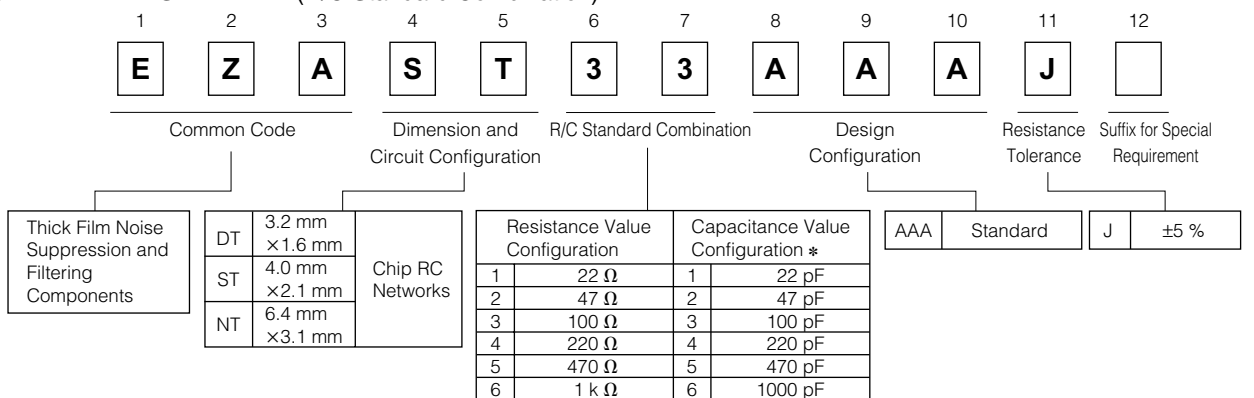 1 2 3 4 5 6 7 8 9 10 11 12
E Z A S T 3 3 A A A J
Common Code
Dimension and
Circuit Configuration
R/C Standard Combination
Design
Configuration
Resistance
Tolerance
Suffix for Special
Requirement
Thick Film Noise
Suppression and
Filtering
Components
DT 3.2 mm
×1.6 mm
ST 4.0 mm
×2.1 mm
NT 6.4 mm
×3.1 mm
Chip RC
Networks
Resistance Value
Configuration
Capacitance Value
Configuration *
1 22 Ω 1 22 pF
2 47 Ω 2 47 pF
3 100 Ω 3 100 pF
4 220 Ω 4 220 pF
5 470 Ω 5 470 pF
6 1 k Ω 6 1000 pF
AAA Standard
J ±5 %